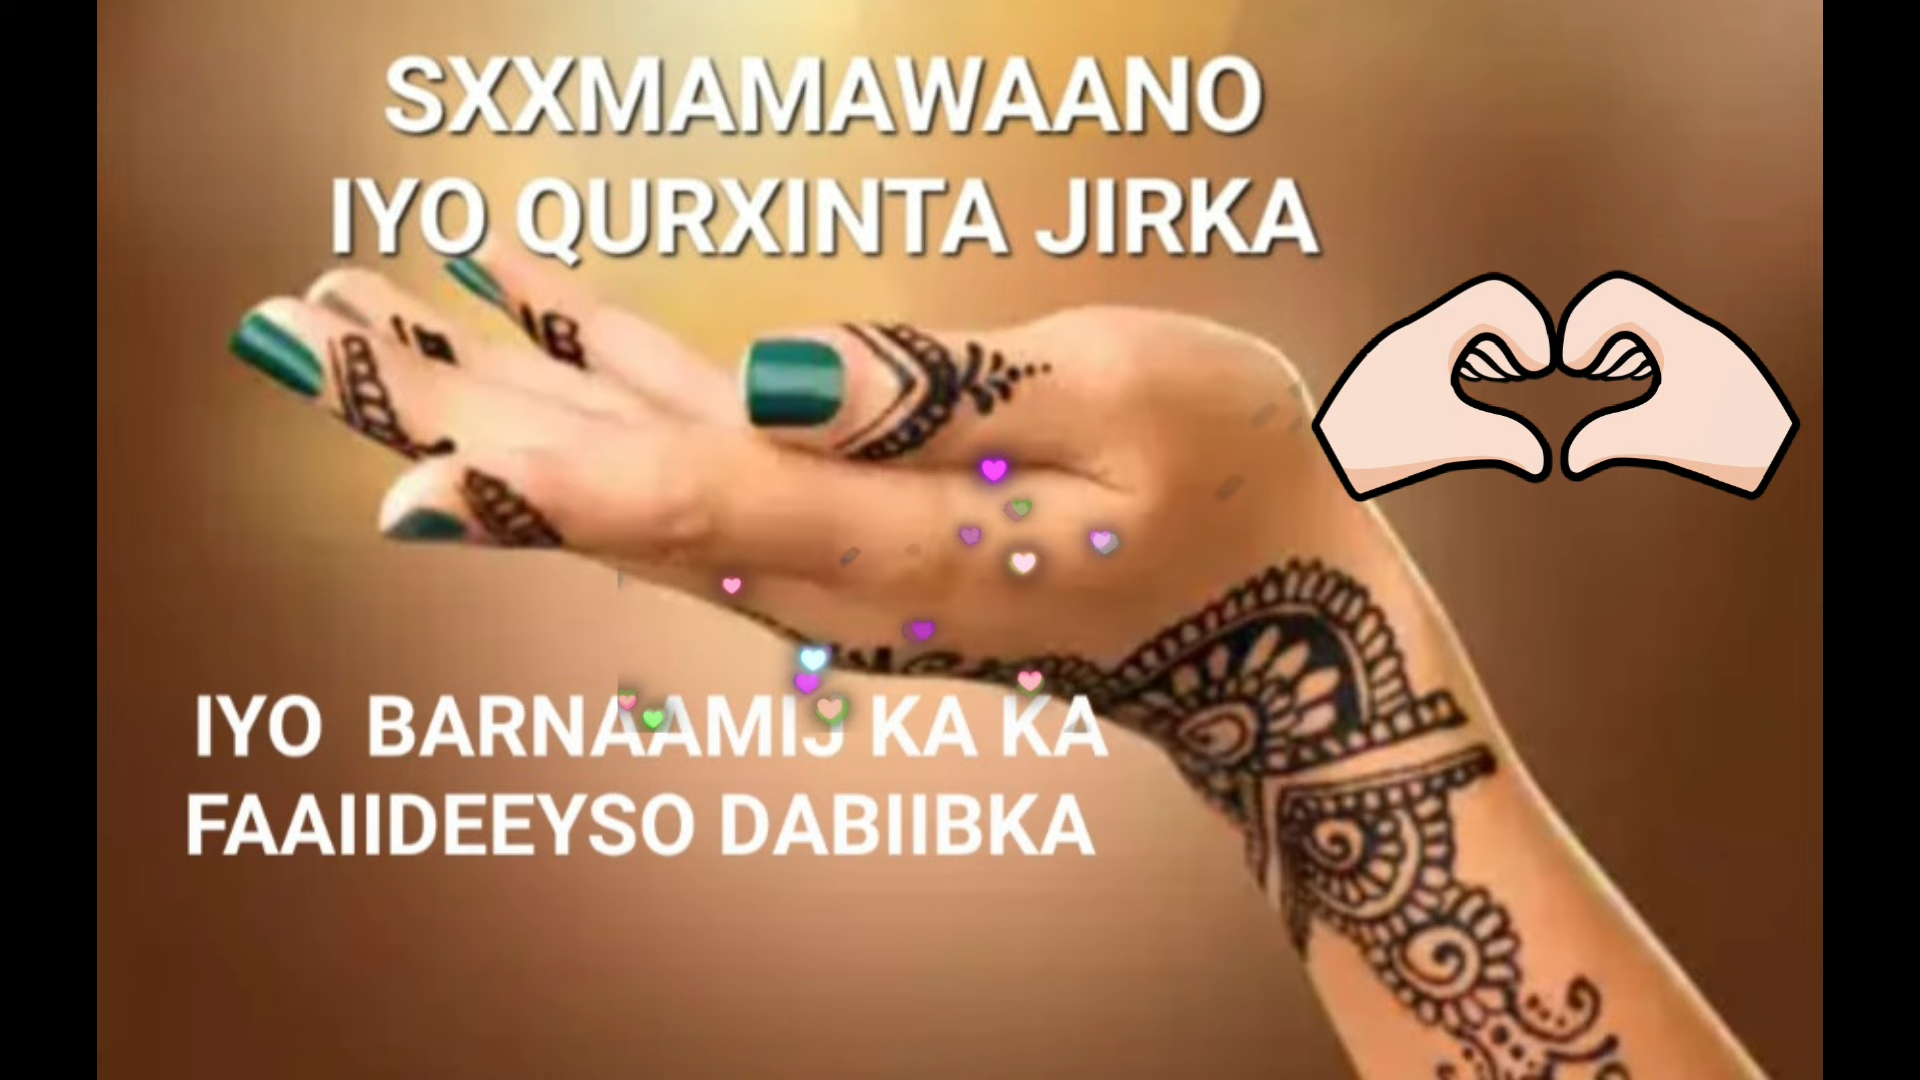 SXXMAMAWAANO
IYO QURXINTA JIRKA
IYO BARNAAMIJ KA KA
FAAIIDEEYSO DABIIBKA